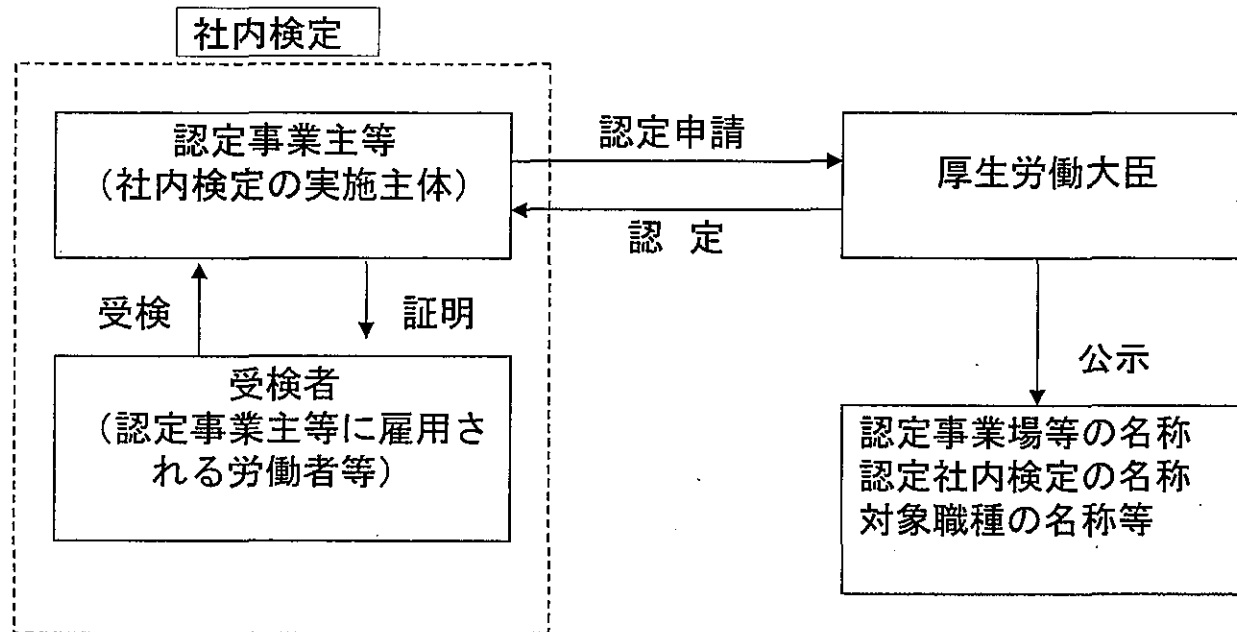 社内検定
認定事業主等
（社内検定の実施主体）
認定申請
厚生労働大臣
認 定
受検
証明
受検者
（認定事業主等に雇用さ
れる労働者等）
公示
認定事業場等の名称
認定社内検定の名称
対象職種の名称等